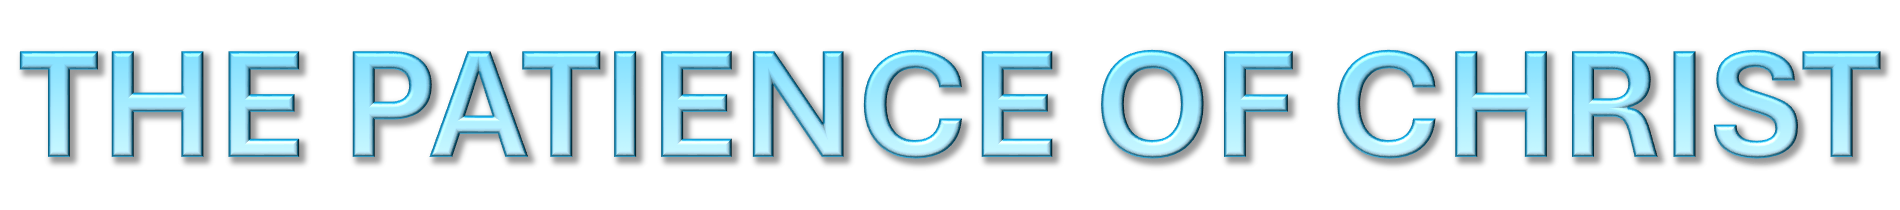 THE PATIENCE OF CHRIST